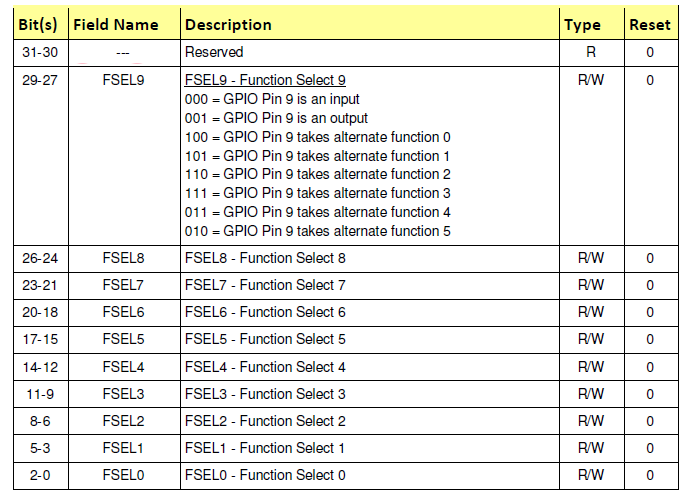 Bit(s) Field Name Description Type Reset
31-30 --- Reserved R 0
29-27 FSEL9 FSEL9 - Function Select 9 R/W 0
000 = GPIO Pin 9 is an input
001 = GPIO Pin 9 is an output
100 = GPIO Pin 9 takes alternate function 0
101 = GPIO Pin 9 takes alternate function 1
110 = GPIO Pin 9 takes alternate function 2
111 = GPIO Pin 9 takes alternate function 3
011 = GPIO Pin 9 takes alternate function 4
010 = GPIO Pin 9 takes alternate function 5
26-24 FSEL8 FSEL8 - Function Select 8 R/W 0
23-21 FSEL7 FSEL7 - Function Select 7 R/W 0
20-18 FSEL6 FSEL6 - Function Select 6 R/W 0
17-15 FSEL5 FSEL5 - Function Select 5 R/W 0
14-12 FSEL4 FSEL4 - Function Select 4 R/W 0
11-9 FSEL3 FSEL3 - Function Select 3 R/W 0
8-6 FSEL2 FSEL2 - Function Select 2 R/W 0
5-3 FSEL1 FSEL1 - Function Select 1 R/W 0
2-0 FSEL0 FSEL0 - Function Select 0 R/W 0